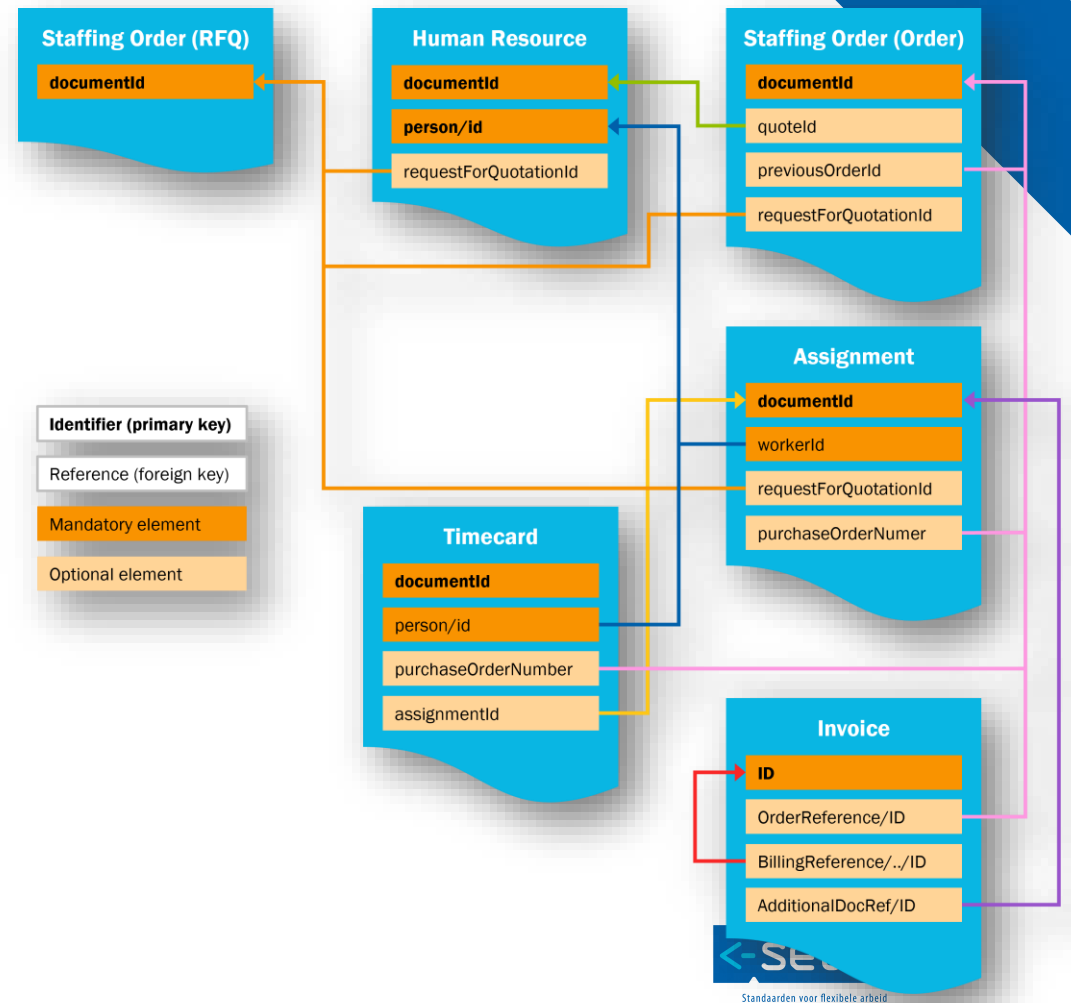 Staffing Order (RFQ)
documentId
Human Resource
documentId
person/id
requestForQuotationId
Staffing Order (Order)
documentId
quoteId
previousOrderId
requestForQuotationId
Assignment
documentId
workerId
requestForQuotationId
purchaseOrderNumer
Identifier (primary key)
Reference (foreign key)
Mandatory element
Optional element
Timecard
documentId
person/id
purchaseOrderNumber
assignmentId
Invoice
ID
OrderReference/ID
BillingReference/../ID
AdditionalDocRef/ID
Standaarden voor flexibele arbeid